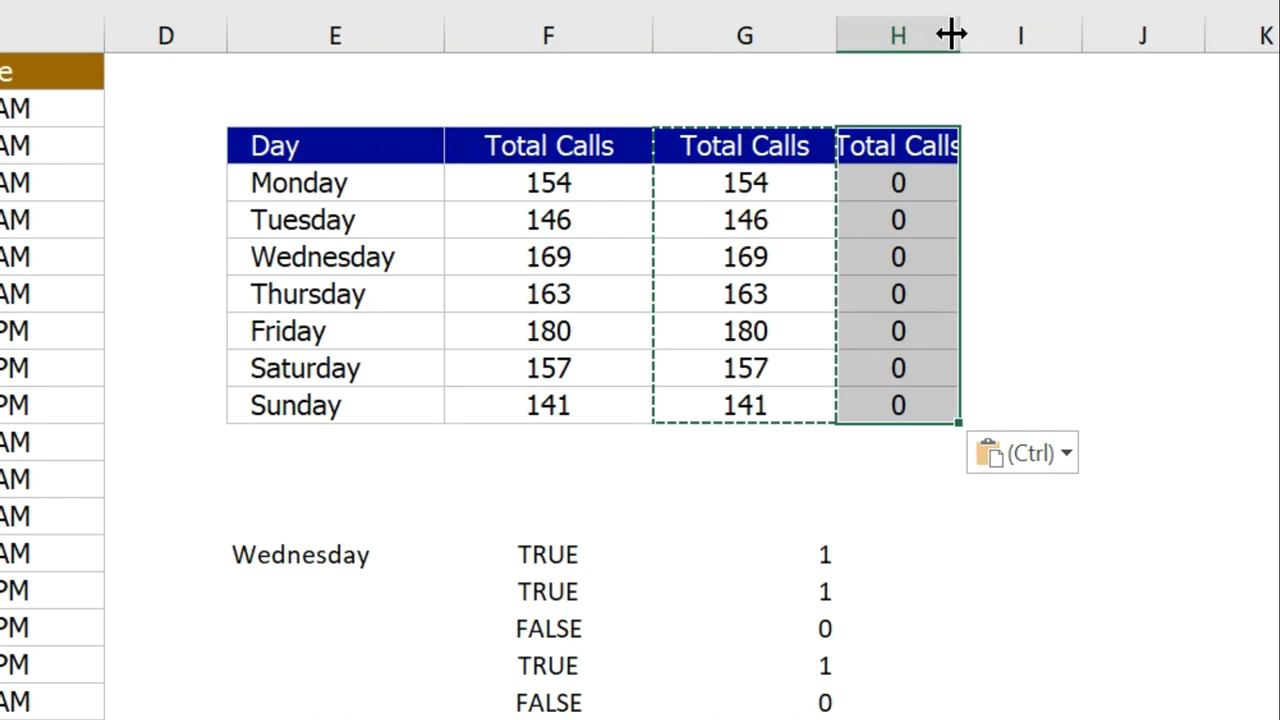 D E F G H I J K
e
AM
Day Total Calls Total Calls Total Calls
AM
Monday 154 154 0
AM
Tuesday 146 146 0
AM
Wednesday 169 169 0
AM
Thursday 163 163 0
AM
Friday 180 180 0
PM
Saturday 157 157 0
PM
Sunday 141 141 0
PM
AM
(Ctrl)
AM
AM
Wednesday TRUE 1
AM
TRUE 1
PM
FALSE 0
PM
TRUE 1
PM
FALSE 0
AM